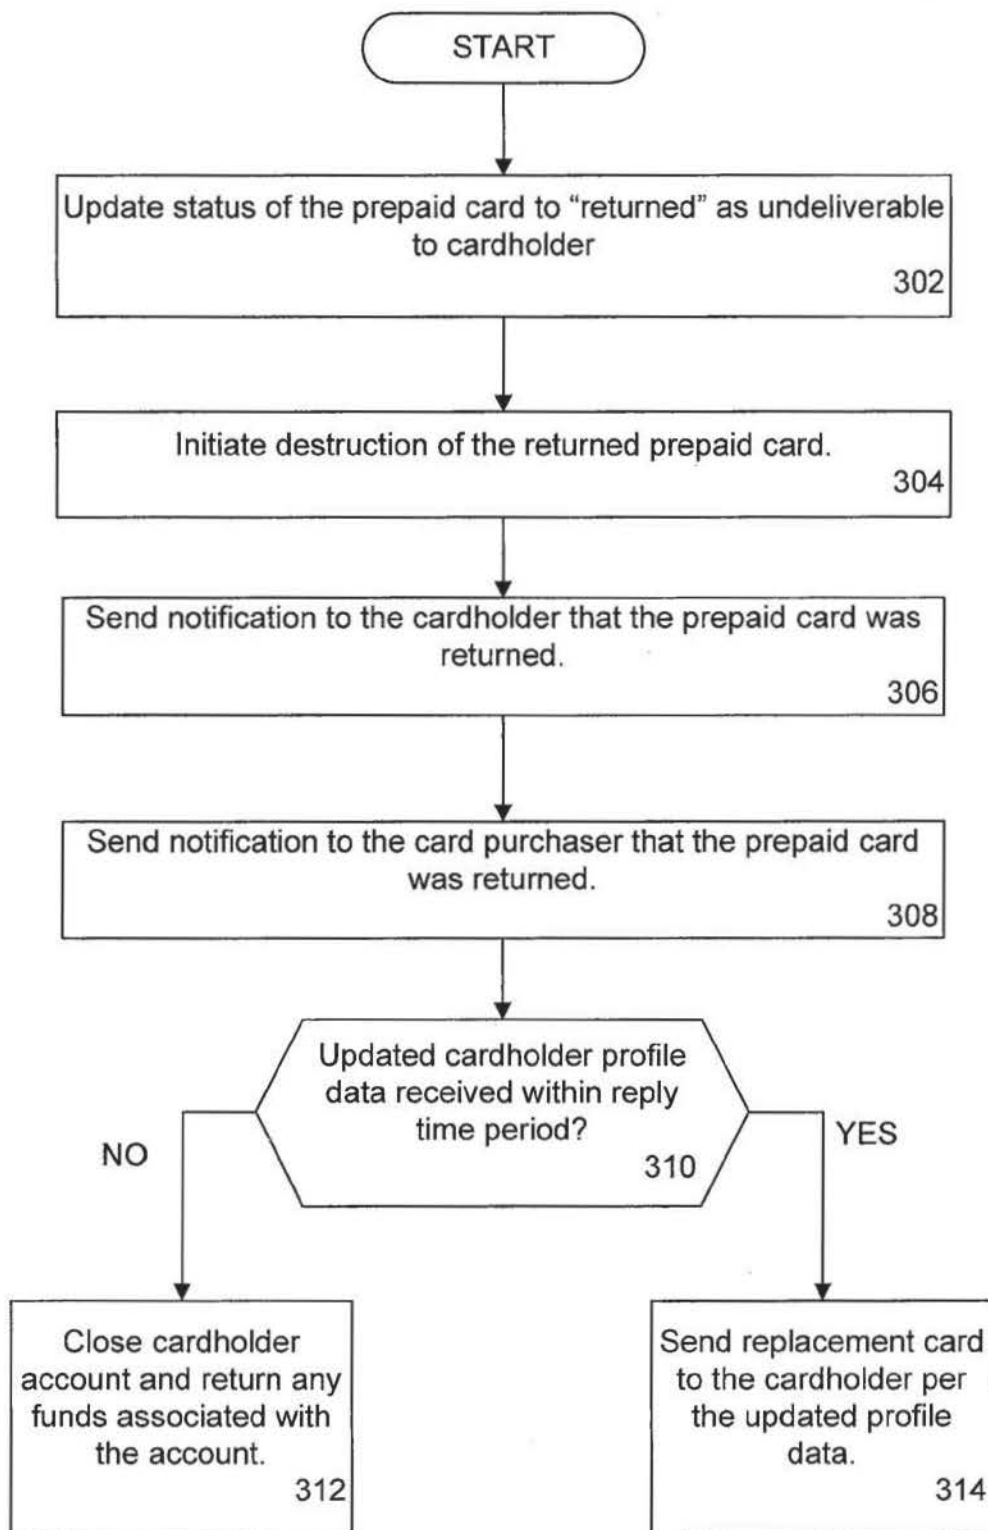 START
Update status of the prepaid card to “returned” as undeliverable
to cardholder
302
Initiate destruction of the returned prepaid card.
304
Send notification to the cardholder that the prepaid card was
returned.
306
Send notification to the card purchaser that the prepaid card
was returned.
308
Updated cardholder profile
data received within reply
time period?
310
NO
YES
Close cardholder
account and return any
funds associated with
the account.
312
Send replacement card
to the cardholder per
the updated profile
data.
314